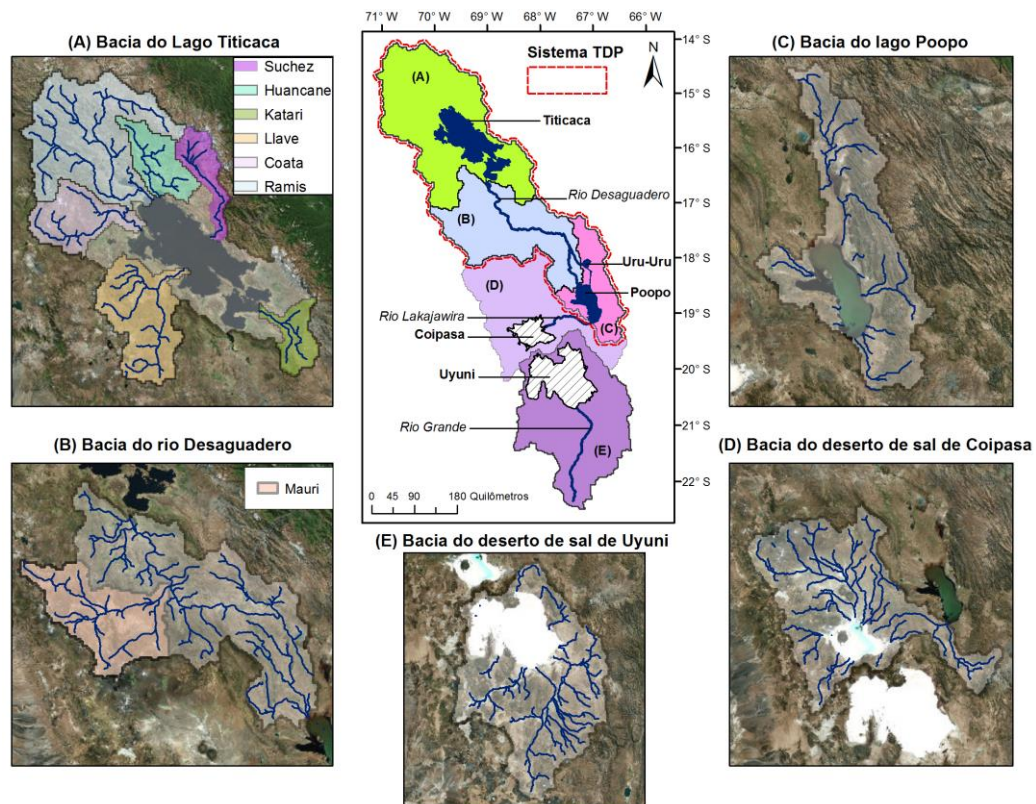 (A) Bacia do Lago Titicaca
Suchez
Huancane
Katari
Llave
Coata
Ramis
71° W
70° W
69° W
68° W
67° W
66° W
Sistema TDP
N
(A)
Titicaca
Rio Desaguadero
(B)
Uru-Uru
(D)
Poopo
Rio Lakajawira
Coipasa
(C)
Uyuni
Rio Grande
(E)
0 45 90 180 Quilômetros
14° S
15° S
16° S
17° S
18° S
19° S
20° S
21° S
22° S
(C) Bacia do lago Poopo
(B) Bacia do rio Desaguadero
Mauri
(E) Bacia do deserto de sal de Uyuni
(D) Bacia do deserto de sal de Coipasa